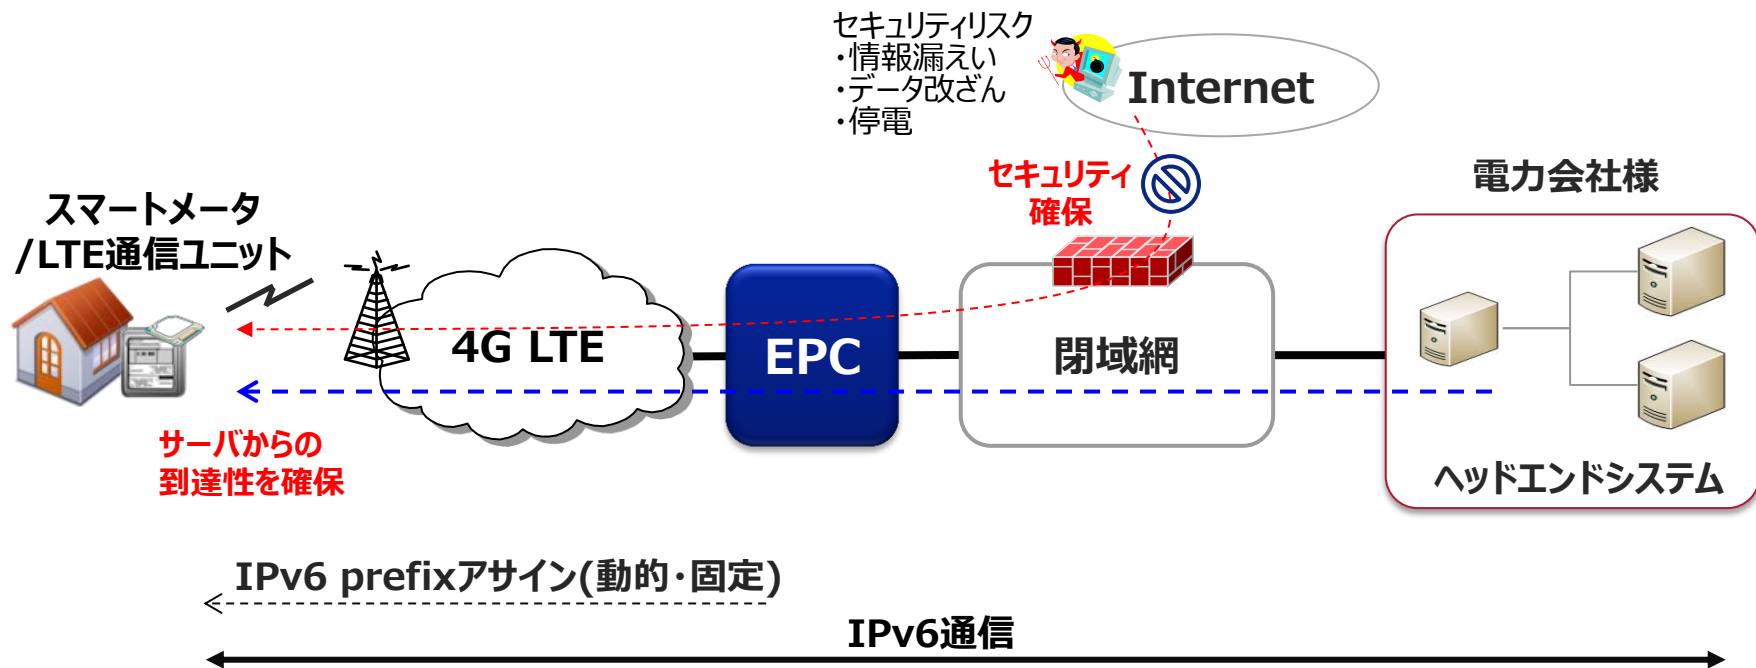 セキュリティリスク
・情報漏えい
・データ改ざん
・停電
Internet
セキュリティ
確保
電力会社様
スマートメータ
/LTE通信ユニット
4G LTE
EPC
閉域網
サーバからの
到達性を確保
ヘッドエンドシステム
IPv6 prefixアサイン(動的・固定)
IPv6通信